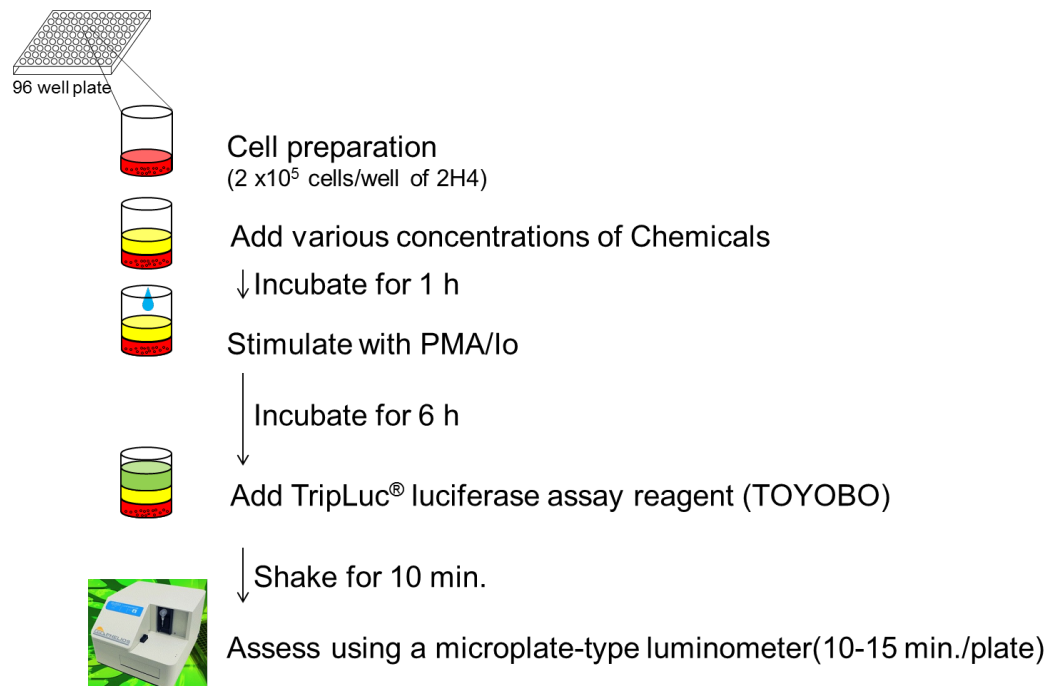 96 well plate
Cell preparation
(2 x10⁵ cells/well of 2H4)
Add various concentrations of Chemicals
Incubate for 1 h
Stimulate with PMA/Io
Incubate for 6 h
Add TripLuc® luciferase assay reagent (TOYOBO)
Shake for 10 min.
Assess using a microplate-type luminometer(10-15 min./plate)